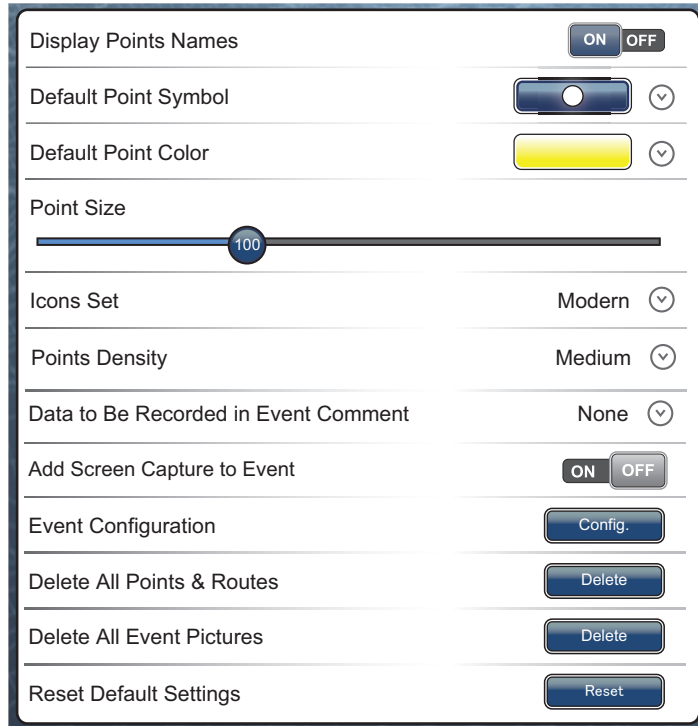 Display Points Names ON OFF
Default Point Symbol
Default Point Color
Point Size
100
Icons Set Modern
Points Density Medium
Data to Be Recorded in Event Comment None
Add Screen Capture to Event ON OFF
Event Configuration Config.
Delete All Points & Routes Delete
Delete All Event Pictures Delete
Reset Default Settings Reset